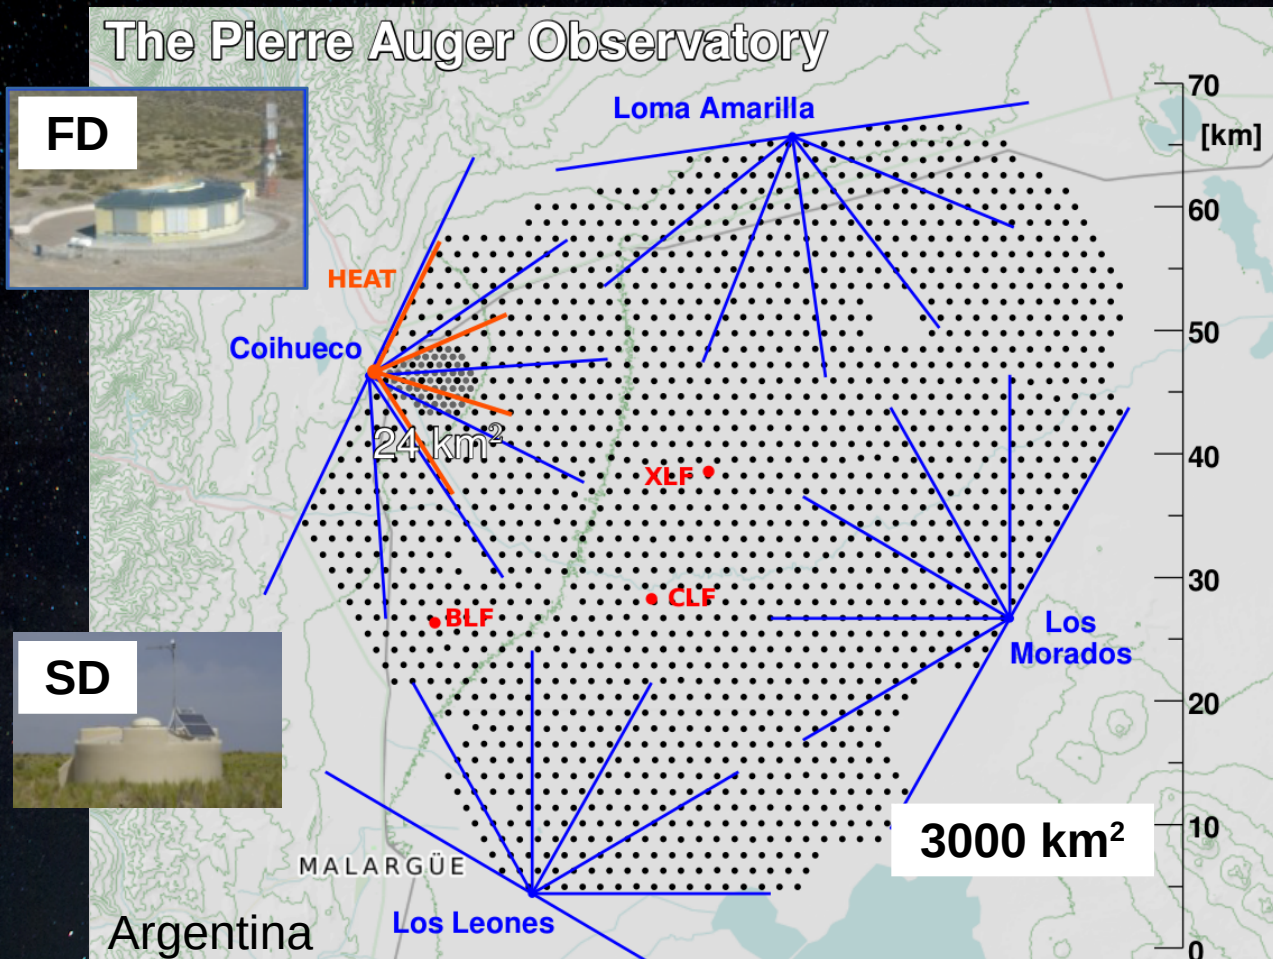 The Pierre Auger Observatory
FD
Loma Amarilla
70
[km]
60
HEAT
50
Coihueco
24 km²
40
XLF
30
CLF
BLF
Los
Morados
SD
20
10
3000 km²
MALARGÜE
Los Leones
Argentina
0